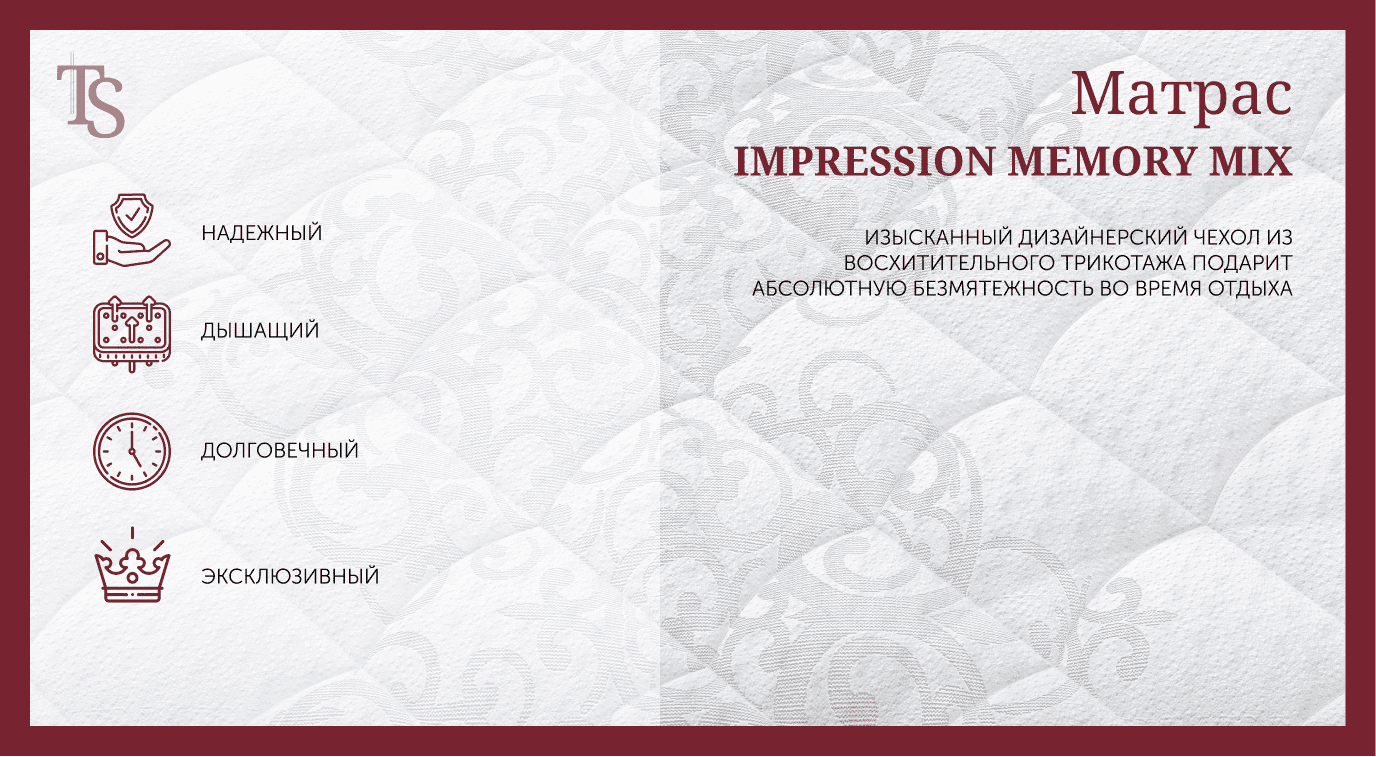 TS
Матрас
IMPRESSION MEMORY MIX
ИЗЫСКАННЫЙ ДИЗАЙНЕРСКИЙ ЧЕХОЛ ИЗ
ВОСХИТИТЕЛЬНОГО ТРИКОТАЖА ПОДАРИТ
АБСОЛЮТНУЮ БЕЗМЯТЕЖНОСТЬ ВО ВРЕМЯ ОТДЫХА
НАДЕЖНЫЙ
ДЫШАЩИЙ
ДОЛГОВЕЧНЫЙ
ЭКСКЛЮЗИВНЫЙ